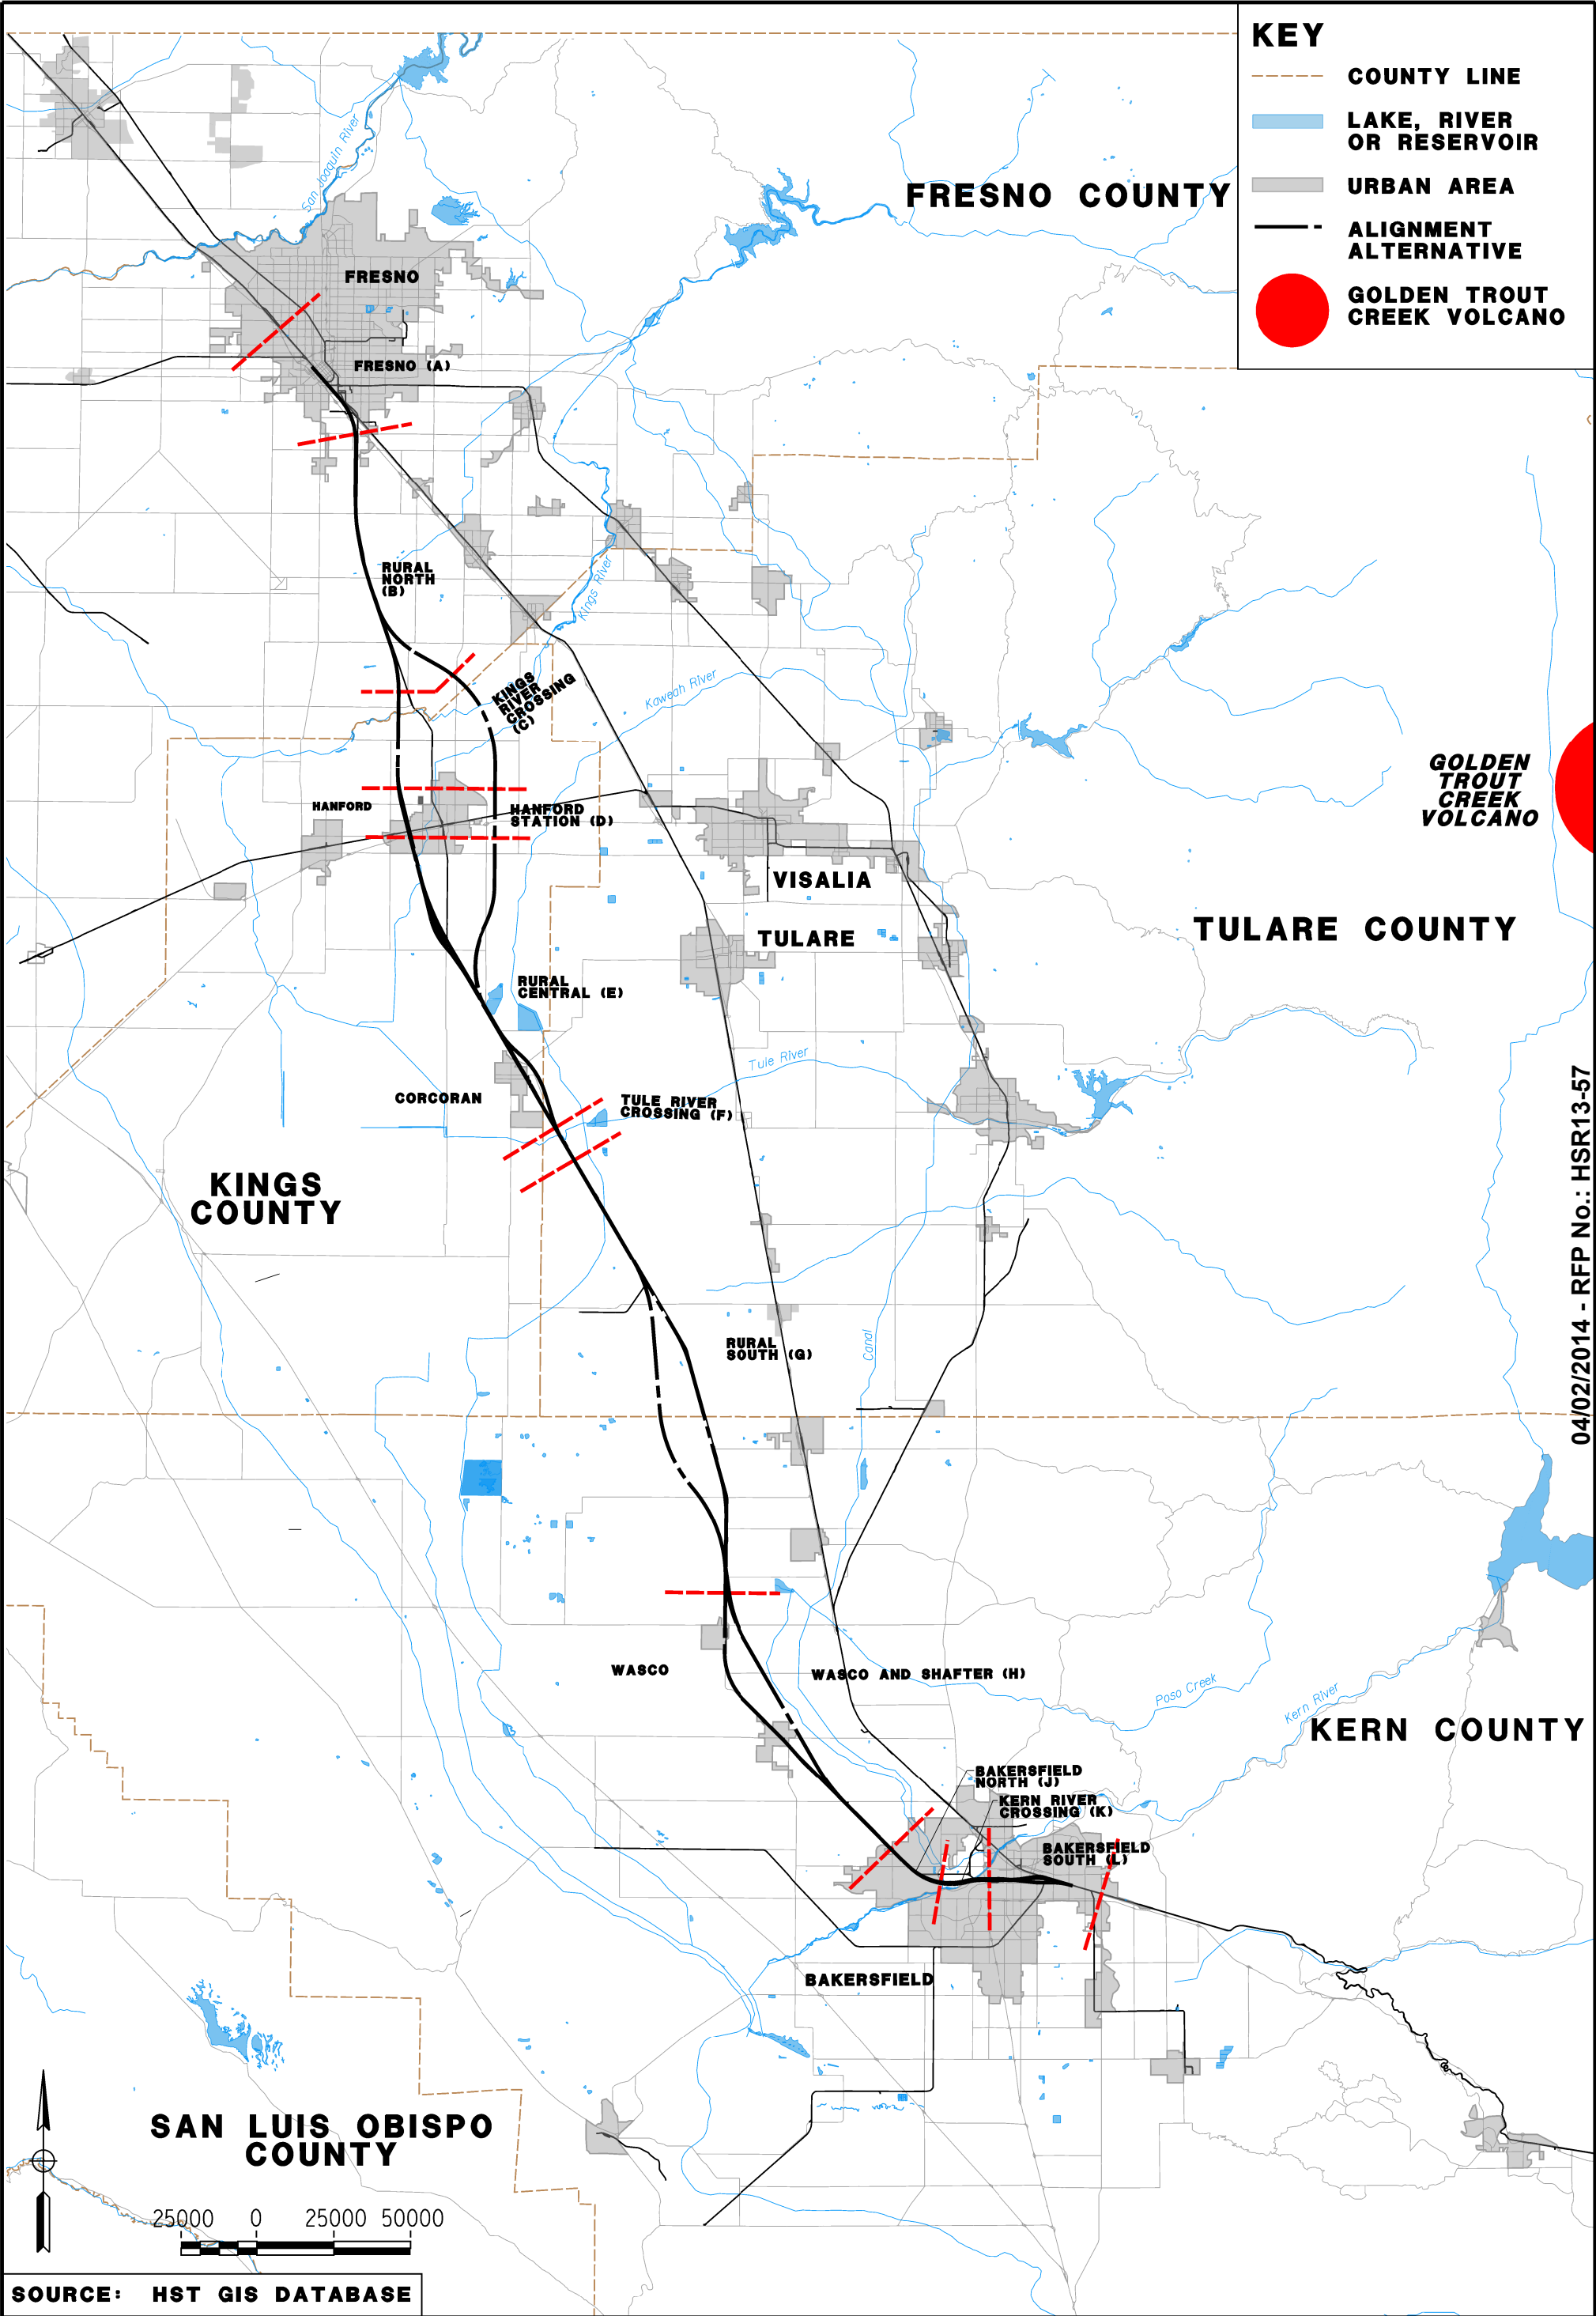 KEY
COUNTY LINE
LAKE, RIVER
OR RESERVOIR
URBAN AREA
ALIGNMENT
ALTERNATIVE
GOLDEN TROUT
CREEK VOLCANO
San Joaquin River
FRESNO COUNTY
FRESNO
FRESNO (A)
RURAL
NORTH
(B)
Kings River
KINGS
RIVER
CROSSING
(C)
Kaweah River
HANFORD
HANFORD
STATION (D)
GOLDEN
TROUT
CREEK
VOLCANO
VISALIA
TULARE
TULARE COUNTY
RURAL
CENTRAL (E)
Tule River
CORCORAN
TULE RIVER
CROSSING (F)
KINGS
COUNTY
04/02/2014 - RFP No.: HSR13-57
RURAL
SOUTH (G)
Canal
WASCO
WASCO AND SHAFTER (H)
Poso Creek
Kern River
KERN COUNTY
BAKERSFIELD
NORTH (J)
KERN RIVER
CROSSING (K)
BAKERSFIELD
SOUTH (L)
BAKERSFIELD
SAN LUIS OBISPO
COUNTY
25000 0 25000 50000
SOURCE: HST GIS DATABASE